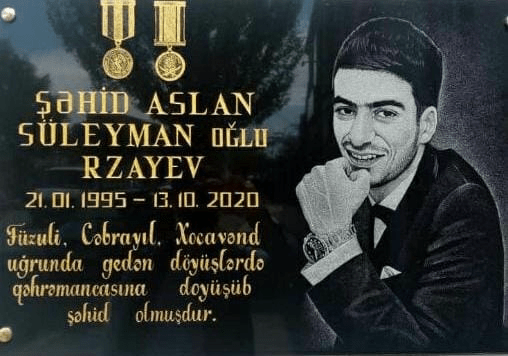 ŞƏHİD ASLAN
SÜLEYMAN OĞLU
RZAYEV
21.01.1995 – 13.10.2020
Füzuli, Cəbrayıl, Xocavənd
uğrunda gedən döyüşlərdə
qəhrəmancasına doyüşüb
şəhid olmuşdur.